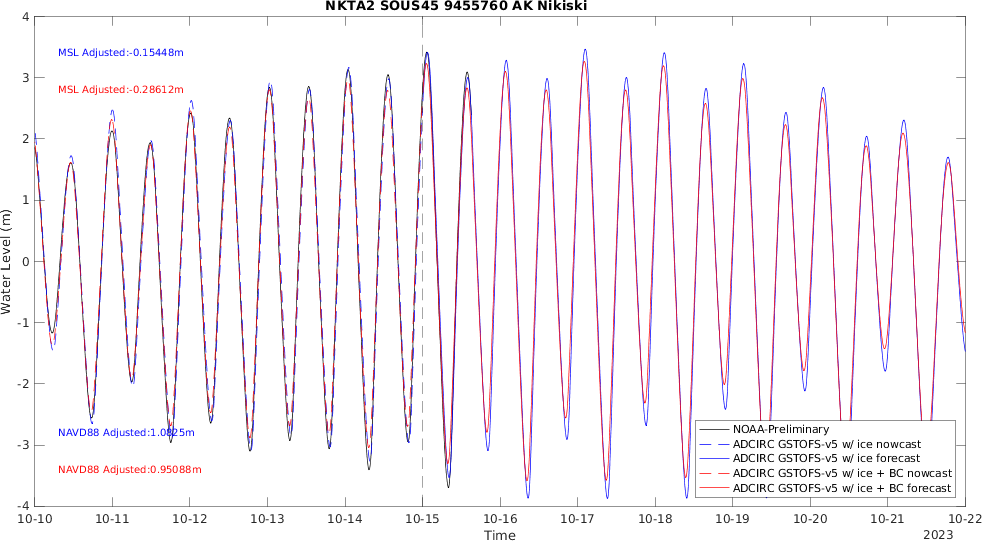 NKTA2 SOUS45 9455760 AK Nikiski
MSL Adjusted:-0.15448m
MSL Adjusted:-0.28612m
NAVD88 Adjusted:1.0825m
NAVD88 Adjusted:0.95088m
Water Level (m)
4
3
2
1
0
-1
-2
-3
-4
NOAA-Preliminary
ADCIRC GSTOFS-v5 w/ ice nowcast
ADCIRC GSTOFS-v5 w/ ice forecast
ADCIRC GSTOFS-v5 w/ ice + BC nowcast
ADCIRC GSTOFS-v5 w/ ice + BC forecast
10-10 10-11 10-12 10-13 10-14 10-15 10-16 10-17 10-18 10-19 10-20 10-21 10-22
Time
2023